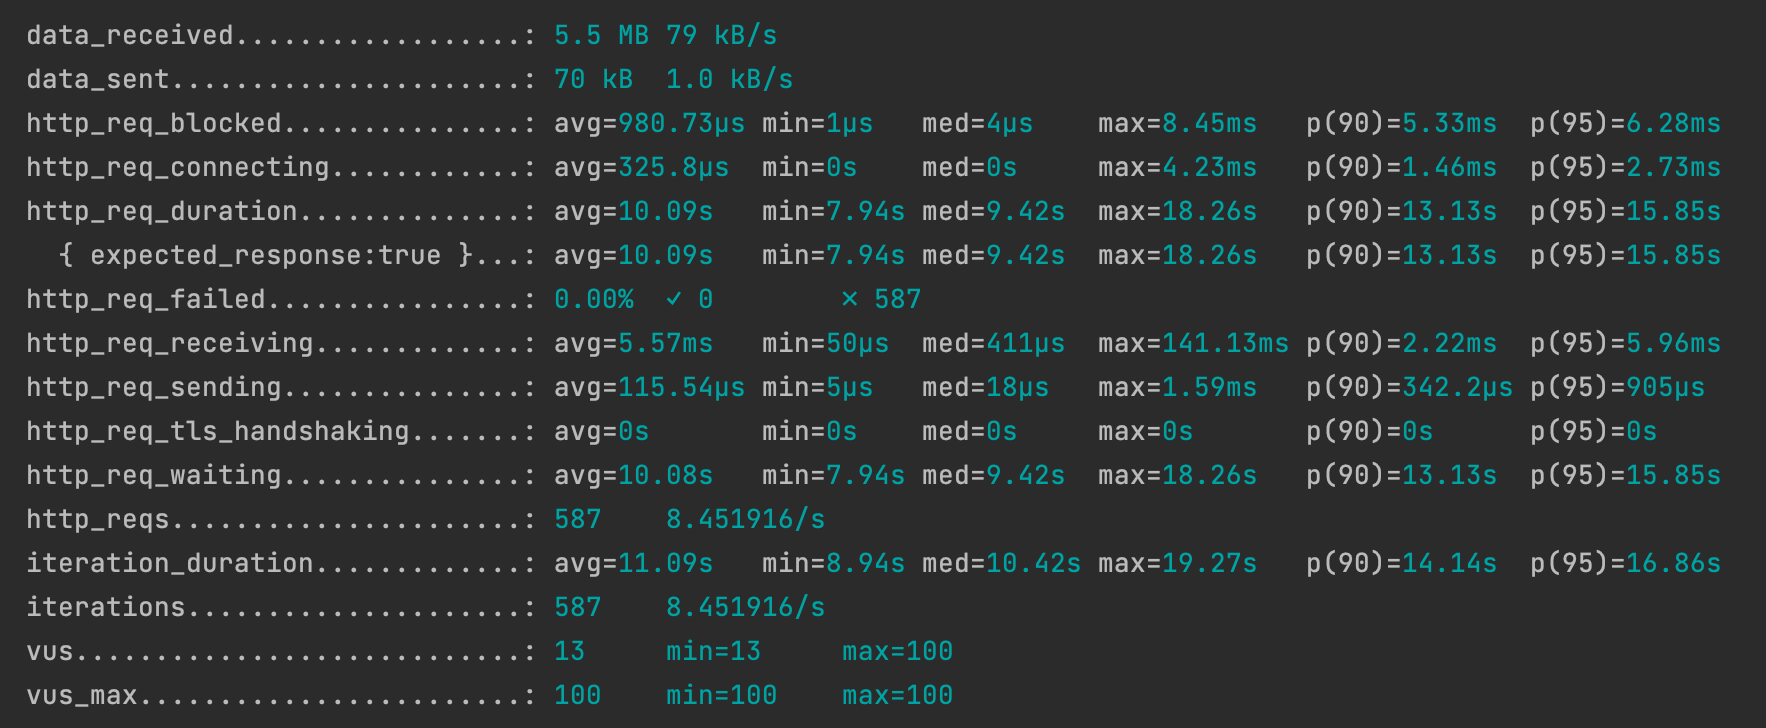 data_received..................: 5.5 MB 79 kB/s
data_sent......................: 70 kB  1.0 kB/s
http_req_blocked...............: avg=980.73µs min=1µs   med=4µs    max=8.45ms   p(90)=5.33ms  p(95)=6.28ms
http_req_connecting............: avg=325.8µs  min=0s    med=0s     max=4.23ms   p(90)=1.46ms  p(95)=2.73ms
http_req_duration..............: avg=10.09s   min=7.94s med=9.42s  max=18.26s   p(90)=13.13s  p(95)=15.85s
  { expected_response:true }...: avg=10.09s   min=7.94s med=9.42s  max=18.26s   p(90)=13.13s  p(95)=15.85s
http_req_failed................: 0.00%  ✓ 0        ✗ 587
http_req_receiving.............: avg=5.57ms   min=50µs  med=411µs  max=141.13ms p(90)=2.22ms  p(95)=5.96ms
http_req_sending...............: avg=115.54µs min=5µs   med=18µs   max=1.59ms   p(90)=342.2µs p(95)=905µs
http_req_tls_handshaking.......: avg=0s       min=0s    med=0s     max=0s       p(90)=0s      p(95)=0s
http_req_waiting...............: avg=10.08s   min=7.94s med=9.42s  max=18.26s   p(90)=13.13s  p(95)=15.85s
http_reqs......................: 587    8.451916/s
iteration_duration.............: avg=11.09s   min=8.94s med=10.42s max=19.27s   p(90)=14.14s  p(95)=16.86s
iterations.....................: 587    8.451916/s
vus............................: 13     min=13     max=100
vus_max........................: 100    min=100    max=100